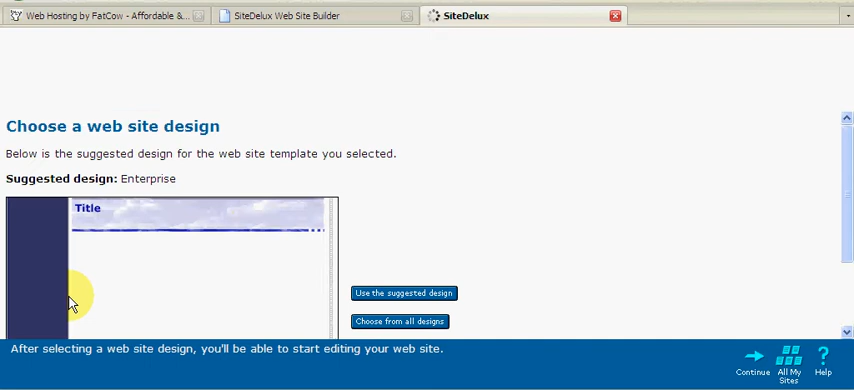 Web Hosting by FatCow - Affordable &... SiteDelux Web Site Builder SiteDelux
Choose a web site design
Below is the suggested design for the web site template you selected.
Suggested design: Enterprise
Title
Use the suggested design
Choose from all designs
After selecting a web site design, you'll be able to start editing your web site.
Continue All My Sites Help